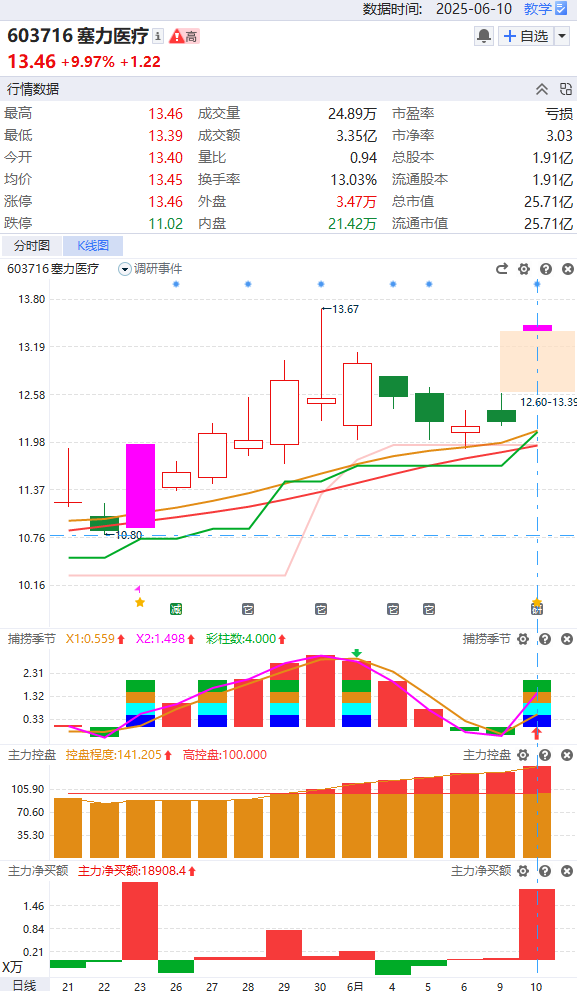 数据时间: 2025-06-10 教学
603716 塞力医疗 i 高 自选
13.46 +9.97% +1.22
行情数据
最高 13.46 成交量 24.89万 市盈率 亏损
最低 13.39 成交额 3.35亿 市净率 3.03
今开 13.40 量比 0.94 总股本 1.91亿
均价 13.45 换手率 13.03% 流通股本 1.91亿
涨停 13.46 外盘 3.47万 总市值 25.71亿
跌停 11.02 内盘 21.42万 流通市值 25.71亿
分时图 K线图
603716 塞力医疗 调研事件
13.80
13.67
13.19
12.58
12.60-13.39
11.98
11.37
10.80
10.76
10.16
减 它 它 它 它 财
捕捞季节 X1:0.559 X2:1.498 彩柱数:4.000 捕捞季节
2.31
1.32
0.33
主力控盘 控盘程度:141.205 高控盘:100.000 主力控盘
105.90
70.60
35.30
主力净买额 主力净买额:18908.4 主力净买额
1.46
0.84
0.21
X万
日线 21 22 23 26 27 28 29 30 6月 4 5 6 9 10